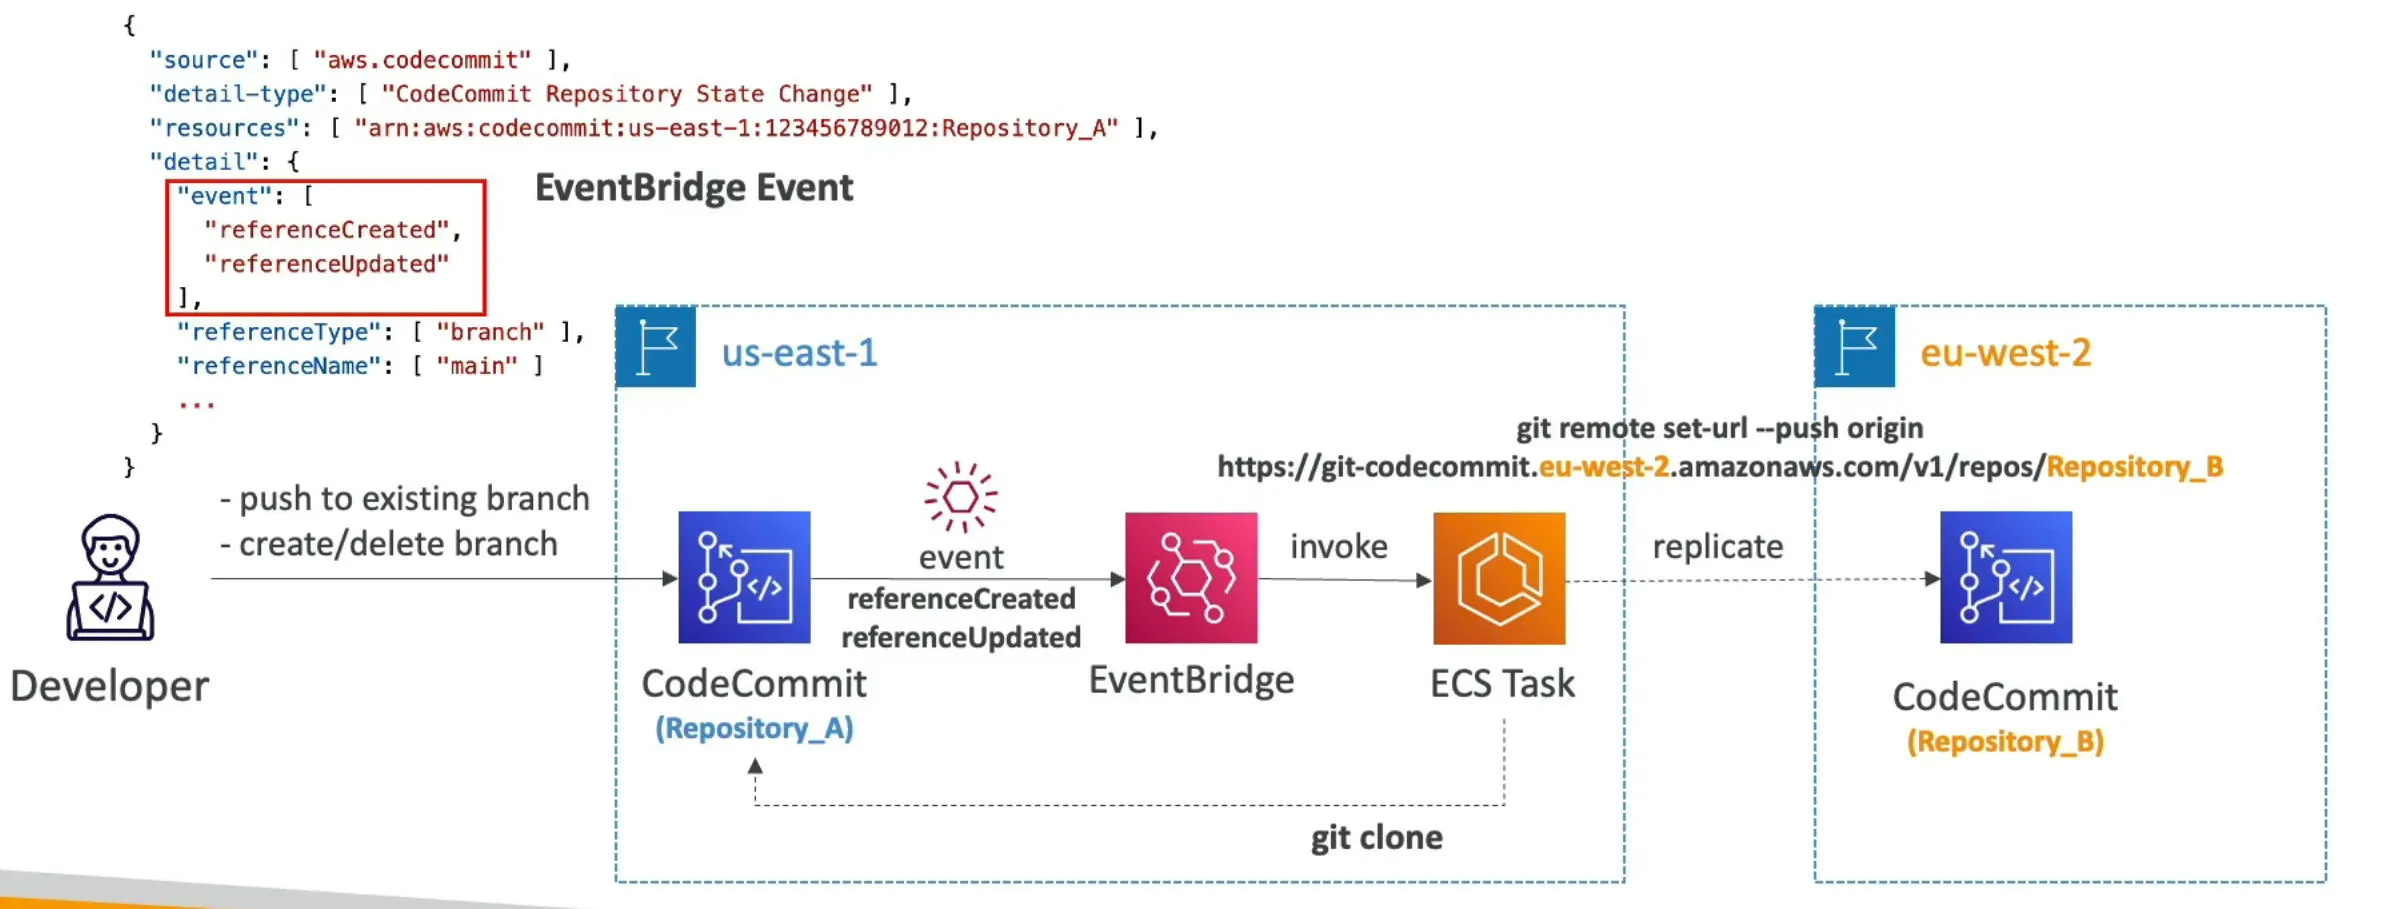 {
"source": [ "aws.codecommit" ],
"detail-type": [ "CodeCommit Repository State Change" ],
"resources": [ "arn:aws:codecommit:us-east-1:123456789012:Repository_A" ],
"detail": {
"event": [
"referenceCreated",
"referenceUpdated"
],
"referenceType": [ "branch" ],
"referenceName": [ "main" ]
...
}
}
EventBridge Event
us-east-1
eu-west-2
git remote set-url --push origin
https://git-codecommit.eu-west-2.amazonaws.com/v1/repos/Repository_B
- push to existing branch
- create/delete branch
Developer
event
referenceCreated
referenceUpdated
invoke
replicate
CodeCommit
(Repository_A)
EventBridge
ECS Task
CodeCommit
(Repository_B)
git clone